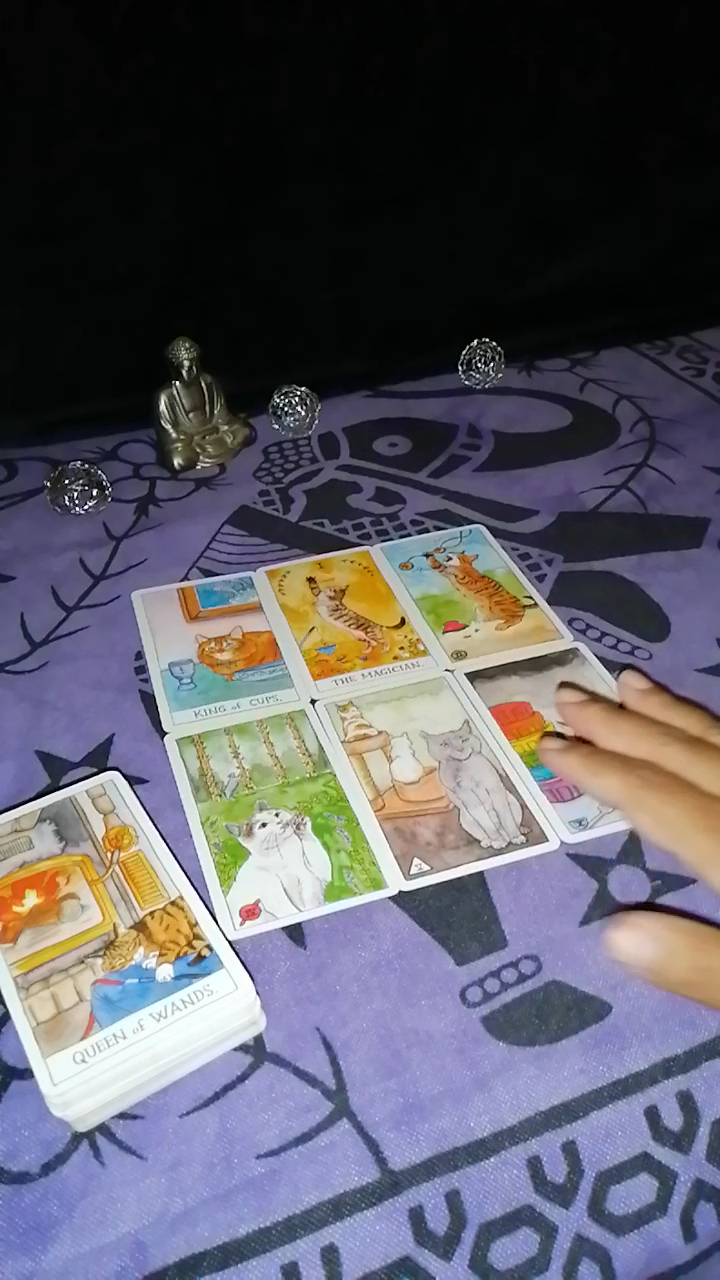 I
THE MAGICIAN.
KING of CUPS.
V
QUEEN of WANDS.